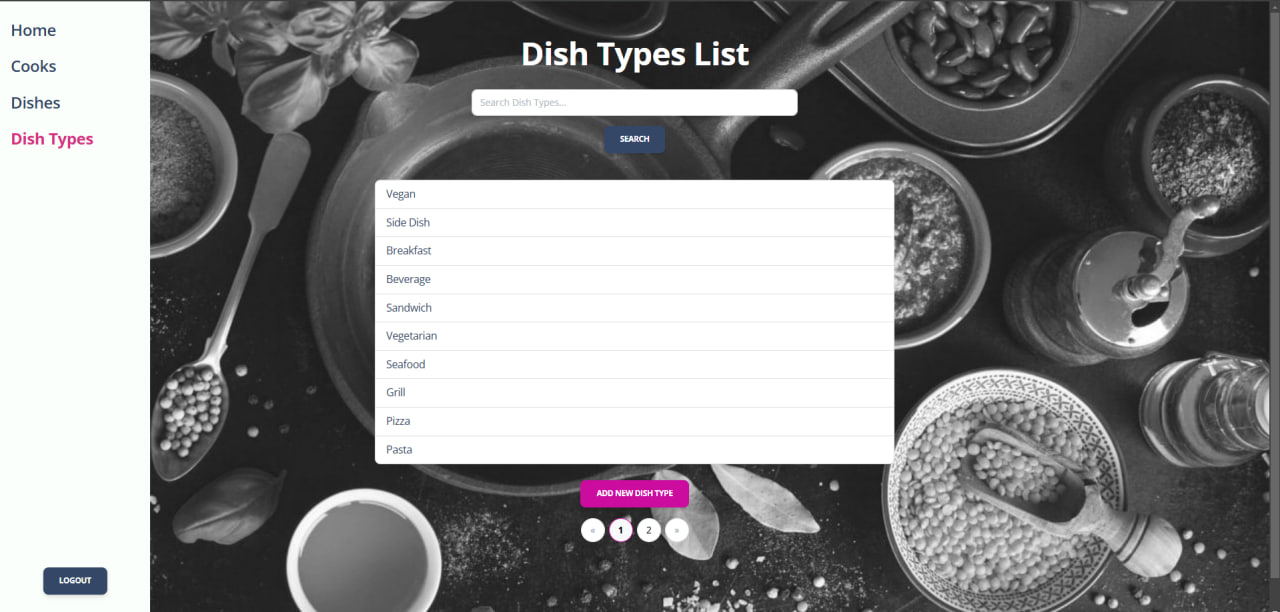 Home
Cooks
Dishes
Dish Types
LOGOUT
Dish Types List
Search Dish Types...
SEARCH
Vegan
Side Dish
Breakfast
Beverage
Sandwich
Vegetarian
Seafood
Grill
Pizza
Pasta
ADD NEW DISH TYPE
« 1 2 »